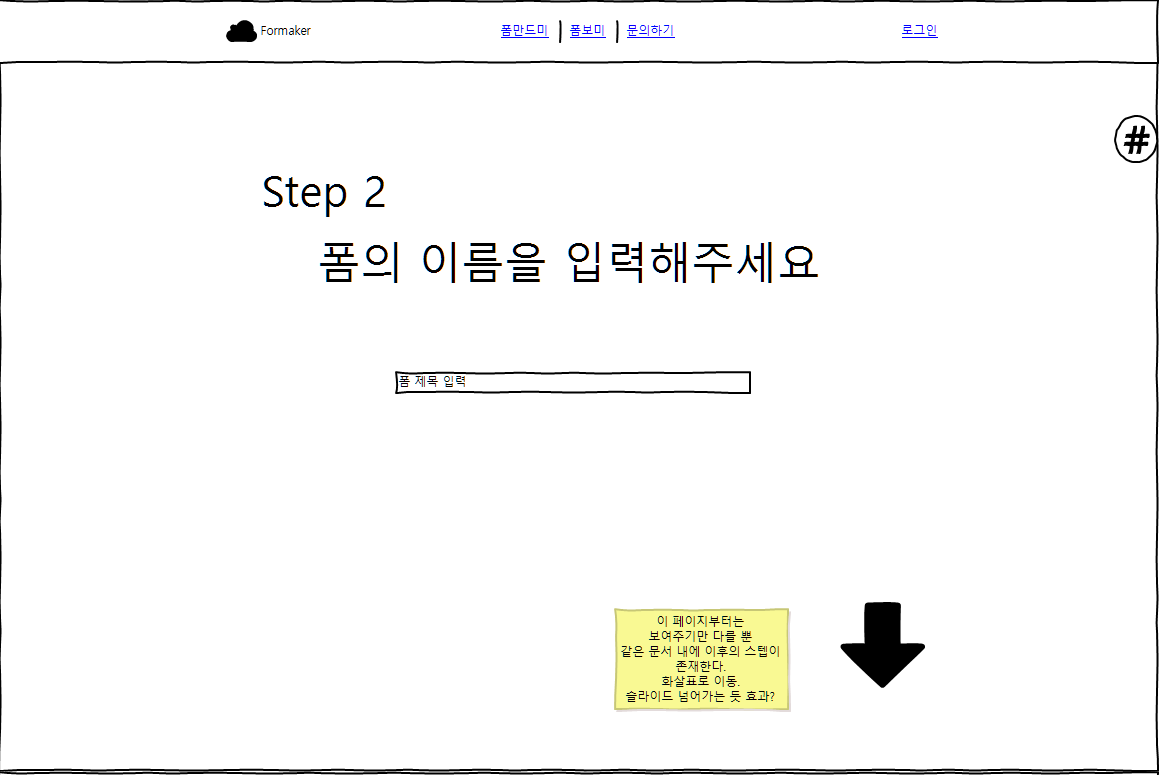 Formaker
폼만드미 폼보미 문의하기
로그인
#
Step 2
폼의 이름을 입력해주세요
폼 제목 입력
이 페이지부터는
보여주기만 다를 뿐
같은 문서 내에 이후의 스텝이
존재한다.
화살표로 이동.
슬라이드 넘어가는 듯 효과?